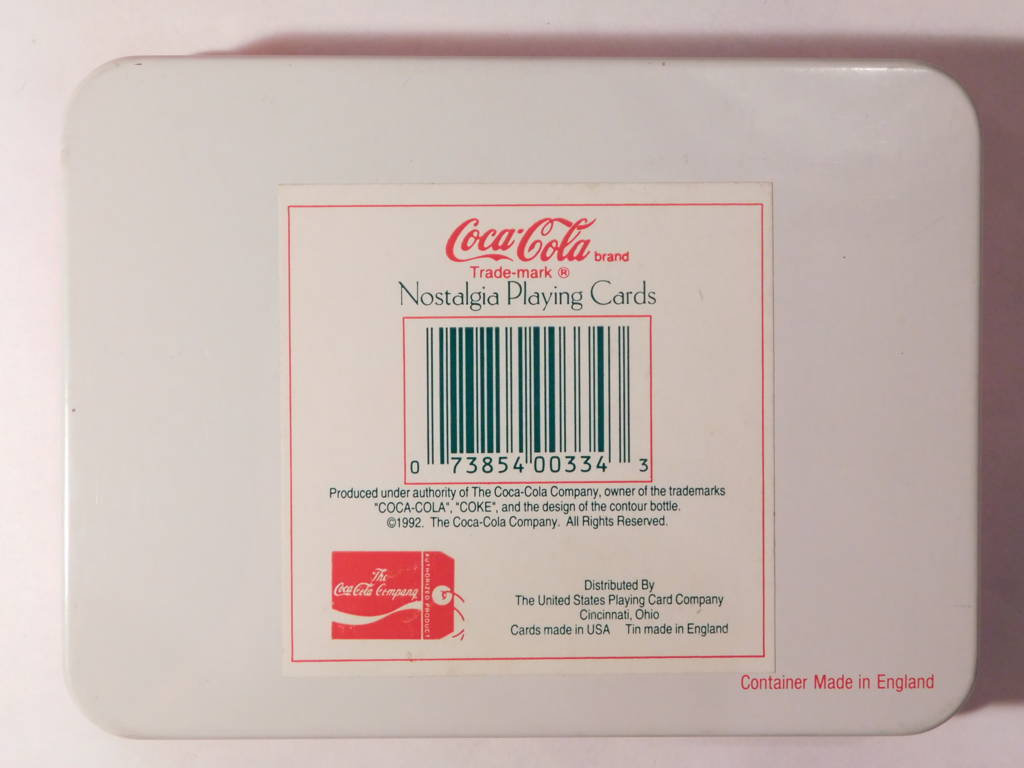 Coca-Cola brand
Trade-mark ®
Nostalgia Playing Cards
0 73854 00334 3
Produced under authority of The Coca-Cola Company, owner of the trademarks
"COCA-COLA", "COKE", and the design of the contour bottle.
©1992. The Coca-Cola Company. All Rights Reserved.
The
Coca-Cola Company
AUTHORIZED PRODUCT
Distributed By
The United States Playing Card Company
Cincinnati, Ohio
Cards made in USA Tin made in England
Container Made in England